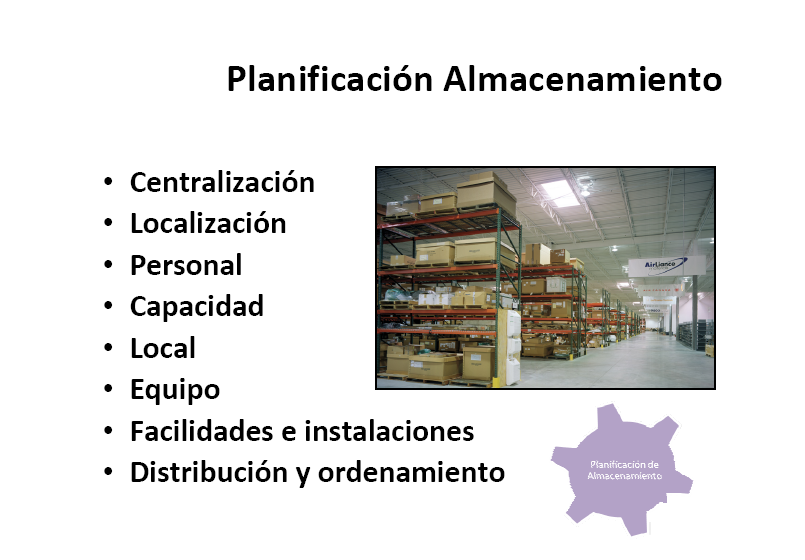 Planificación Almacenamiento
• Centralización
• Localización
• Personal
• Capacidad
• Local
• Equipo
• Facilidades e instalaciones
• Distribución y ordenamiento
AirLiance
Planificación de
Almacenamiento